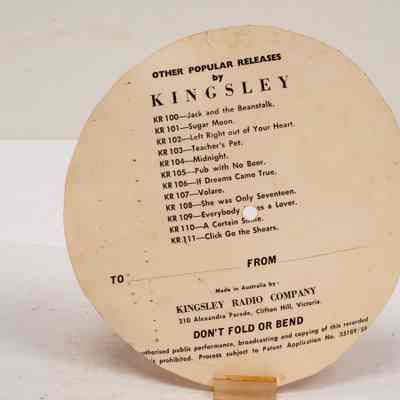 OTHER POPULAR RELEASES
by
KINGSLEY
KR 100—Jack and the Beanstalk.
KR 101—Sugar Moon.
KR 102—Left Right out of Your Heart.
KR 103—Teacher's Pet.
KR 104—Midnight.
KR 105—Pub with No Beer.
KR 106—If Dreams Came True.
KR 107—Volare.
KR 108—She was Only Seventeen.
KR 109—Everybody a Lover.
KR 110—A Certain
KR 111—Click Go the Shears.
TO FROM
Made in Australia by:
KINGSLEY RADIO COMPANY
210 Alexandra Parade, Clifton Hill, Victoria.
DON'T FOLD OR BEND
public performance, broadcasting and copying of this recorded
prohibited. Process subject to Patent Application No.